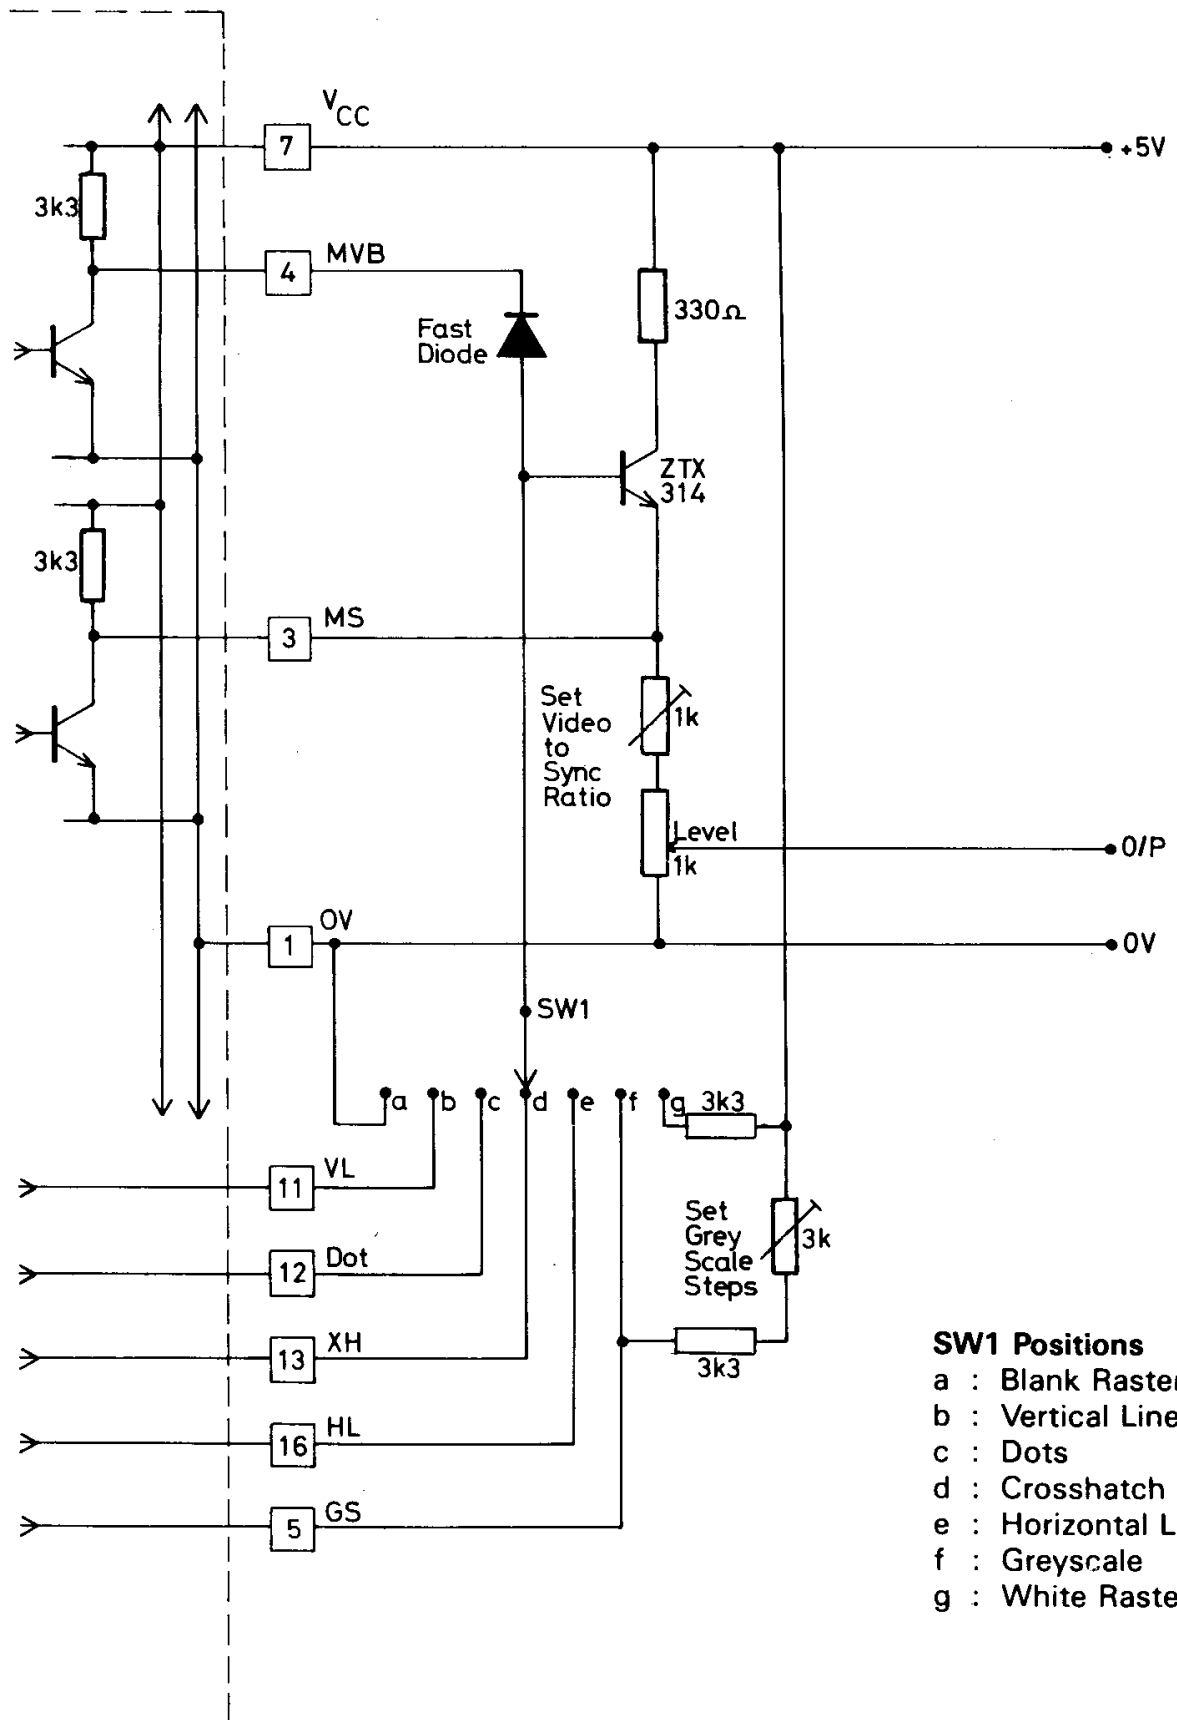 VCC
7
+5V
3k3
4
MVB
330Ω
Fast
Diode
ZTX
314
3k3
3
MS
Set
Video
to
Sync
Ratio
1k
Level
1k
O/P
1
OV
OV
SW1
a
b
c
d
e
f
g
3k3
11
VL
Set
Grey
Scale
Steps
3k
12
Dot
13
XH
3k3
16
HL
5
GS
SW1 Positions
a : Blank Raster
b : Vertical Line
c : Dots
d : Crosshatch
e : Horizontal L
f : Greyscale
g : White Raste